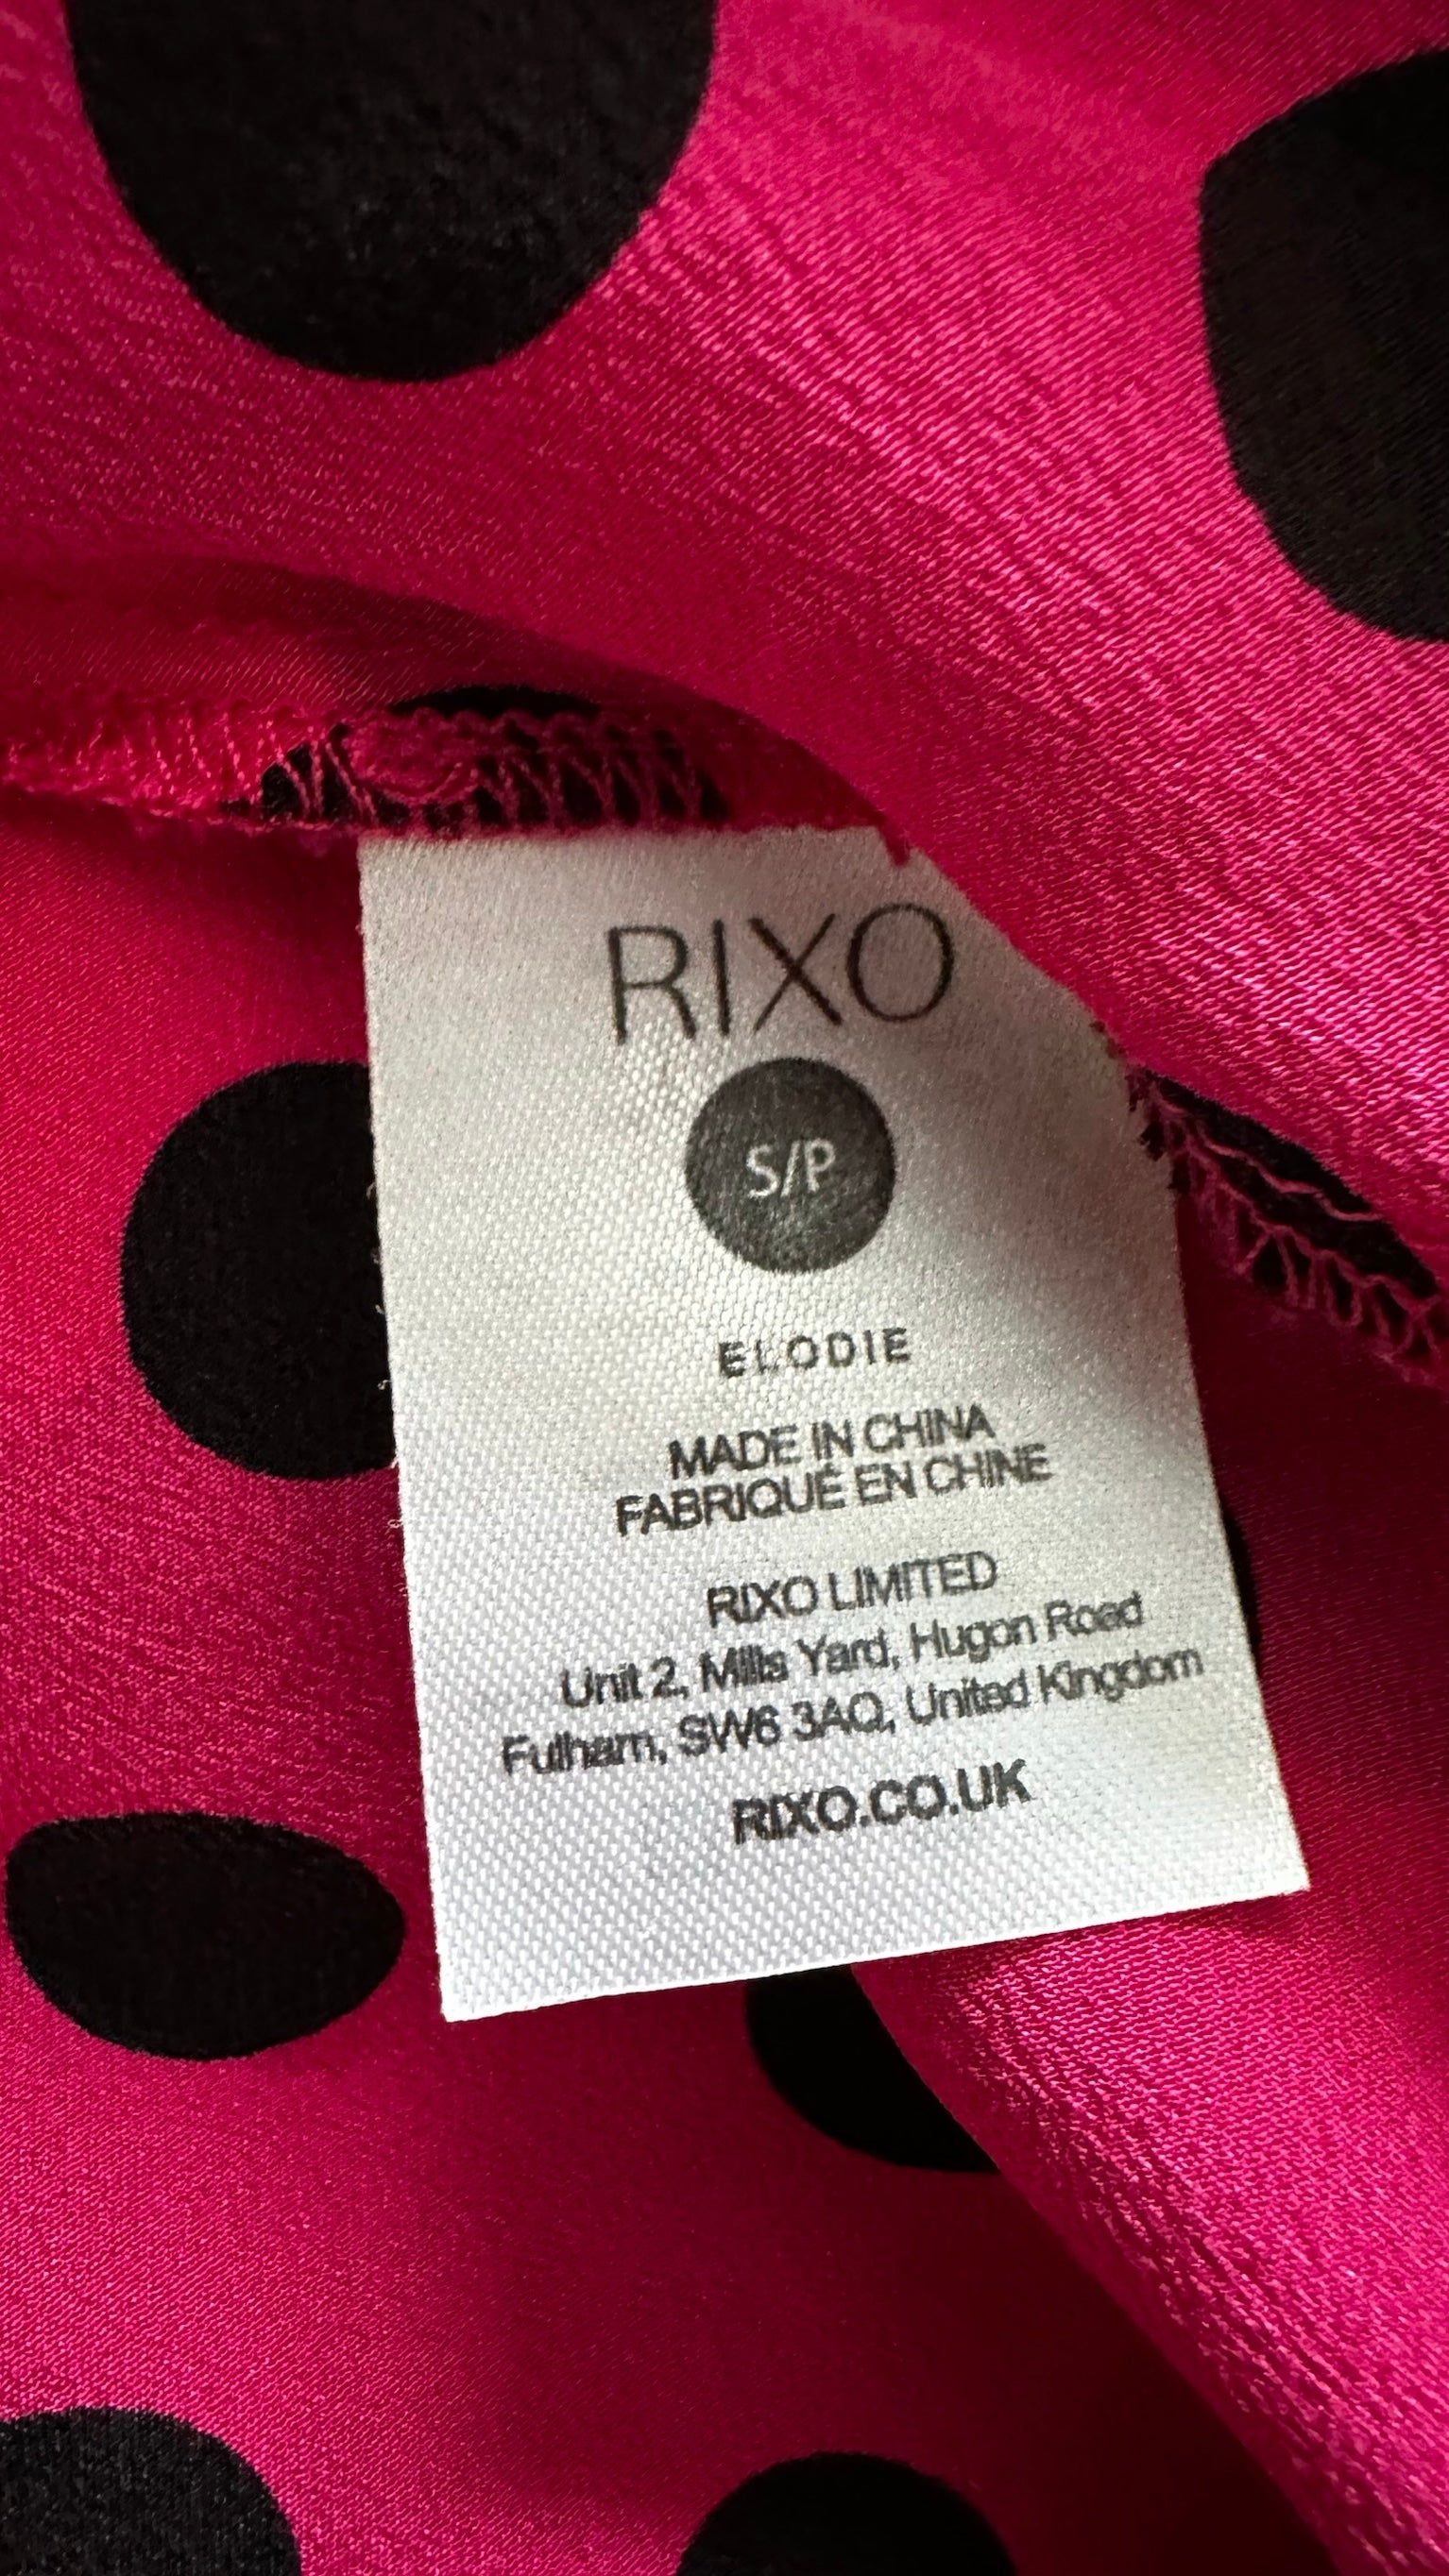 RIXO
S/P
ELODIE
MADE IN CHINA
FABRIQUÉ EN CHINE
RIXO LIMITED
Unit 2, Mills Yard, Hugon Road
Fulham, SW6 3AQ, United Kingdom
RIXO.CO.UK